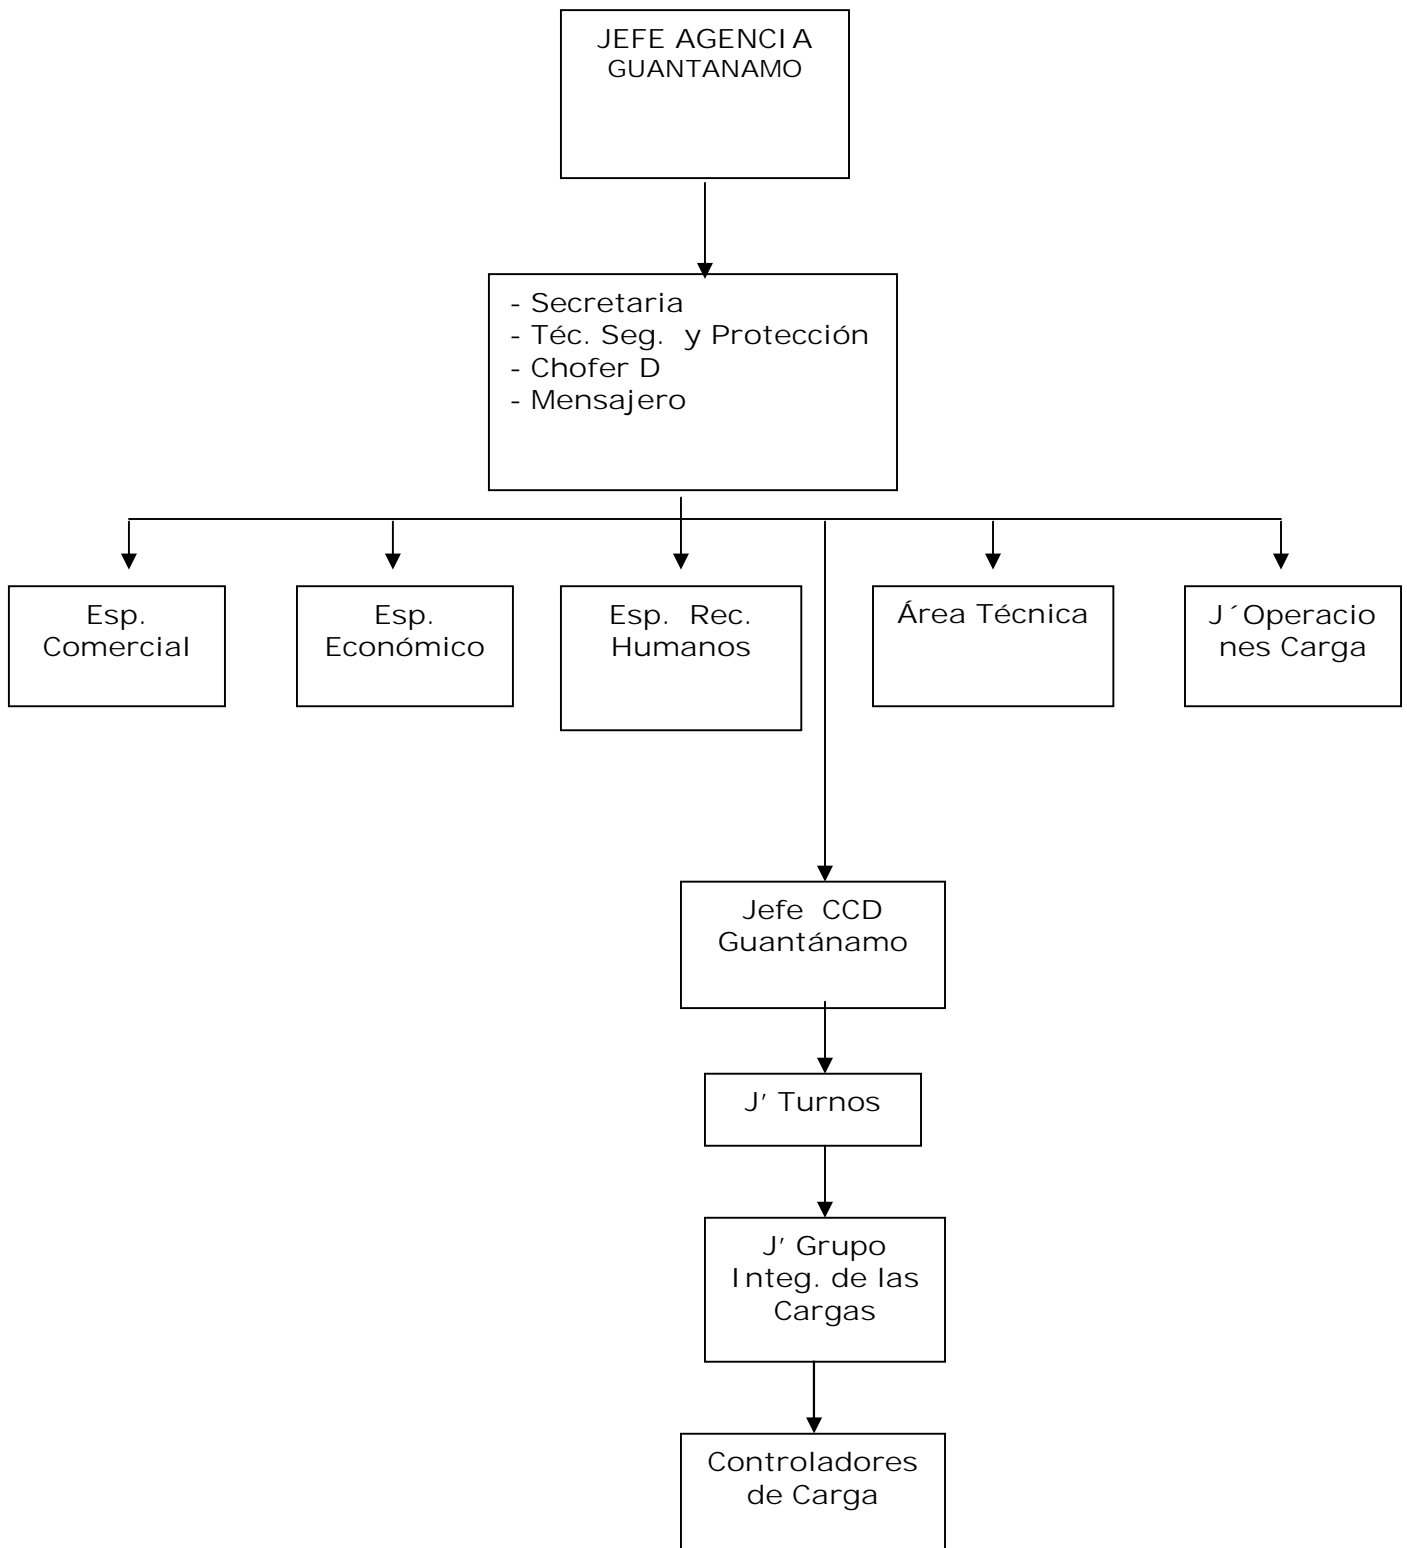 JEFE AGENCIA
GUANTANAMO
- Secretaria
- Téc. Seg. y Protección
- Chofer D
- Mensajero
Esp.
Comercial
Esp.
Económico
Esp. Rec.
Humanos
Área Técnica
J´Operacio
nes Carga
Jefe CCD
Guantánamo
J’ Turnos
J’ Grupo
Integ. de las
Cargas
Controladores
de Carga